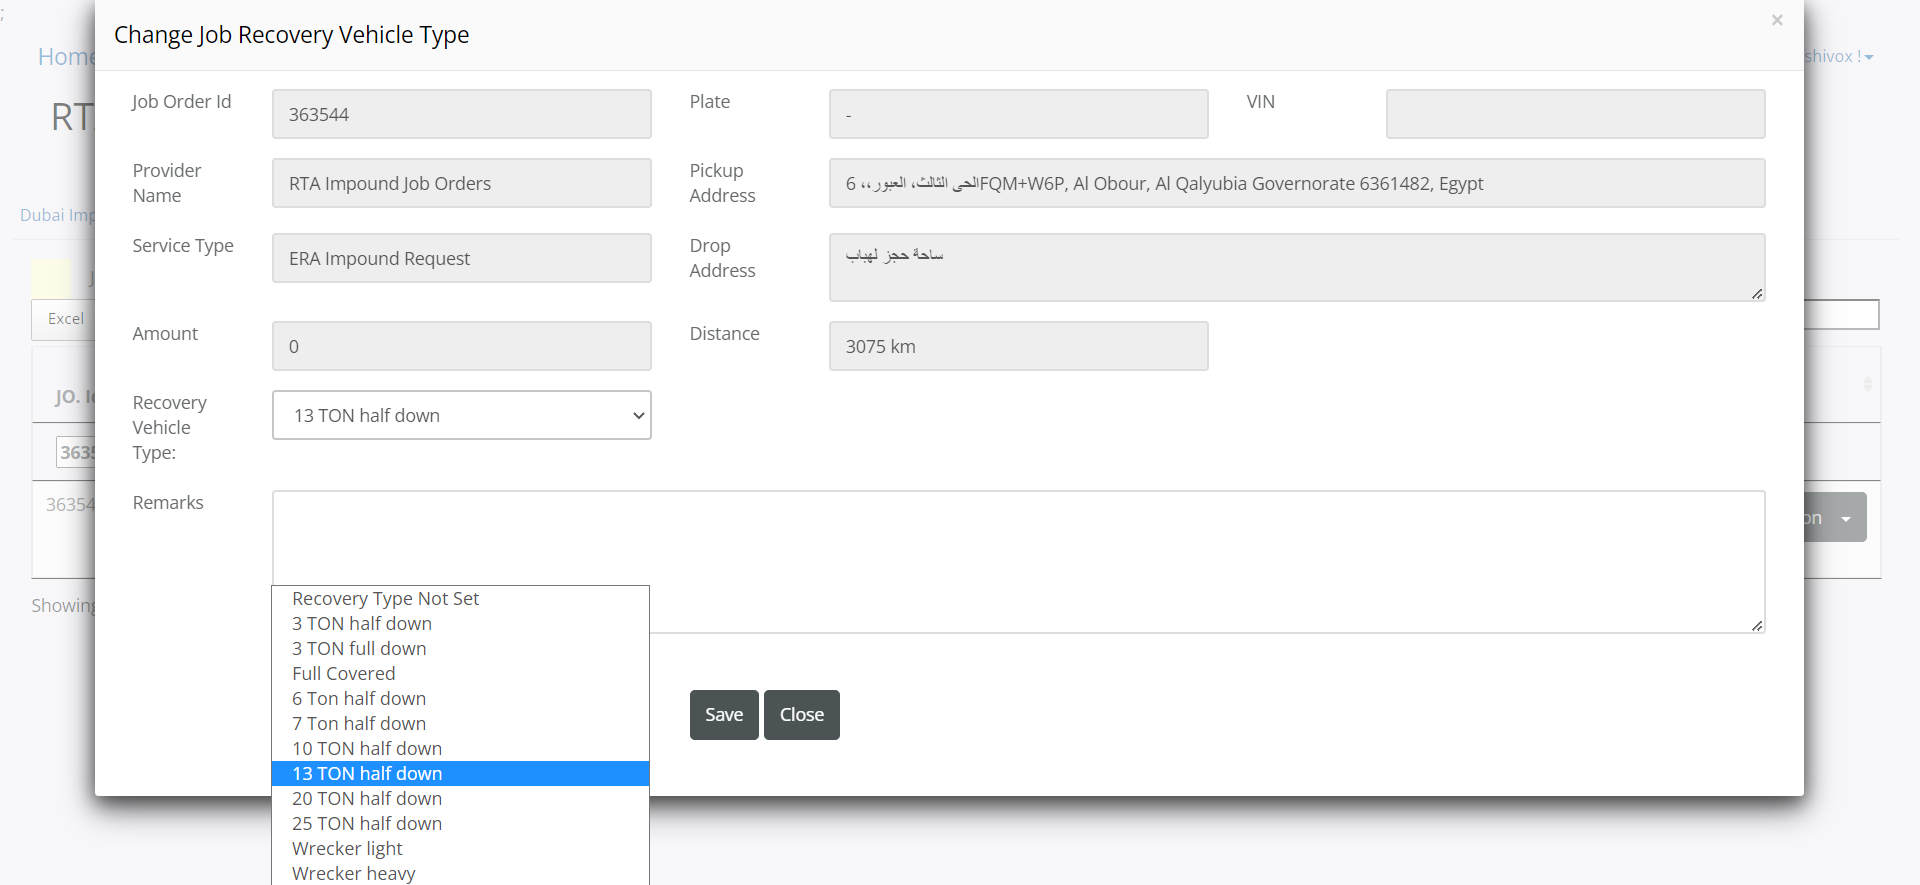 ;
Change Job Recovery Vehicle Type
×
Home
shivox !
RT
Job Order Id
363544
Plate
-
VIN
Provider Name
RTA Impound Job Orders
Pickup Address
6 ،،الحى الثالث، العبورFQM+W6P, Al Obour, Al Qalyubia Governorate 6361482, Egypt
Dubai Imp
Service Type
ERA Impound Request
Drop Address
ساحة حجز لهباب
J
Excel
Amount
0
Distance
3075 km
JO. I
Recovery Vehicle Type:
13 TON half down
3635
36354
Remarks
on
Showing
Recovery Type Not Set
3 TON half down
3 TON full down
Full Covered
6 Ton half down
7 Ton half down
10 TON half down
13 TON half down
20 TON half down
25 TON half down
Wrecker light
Wrecker heavy
Save
Close